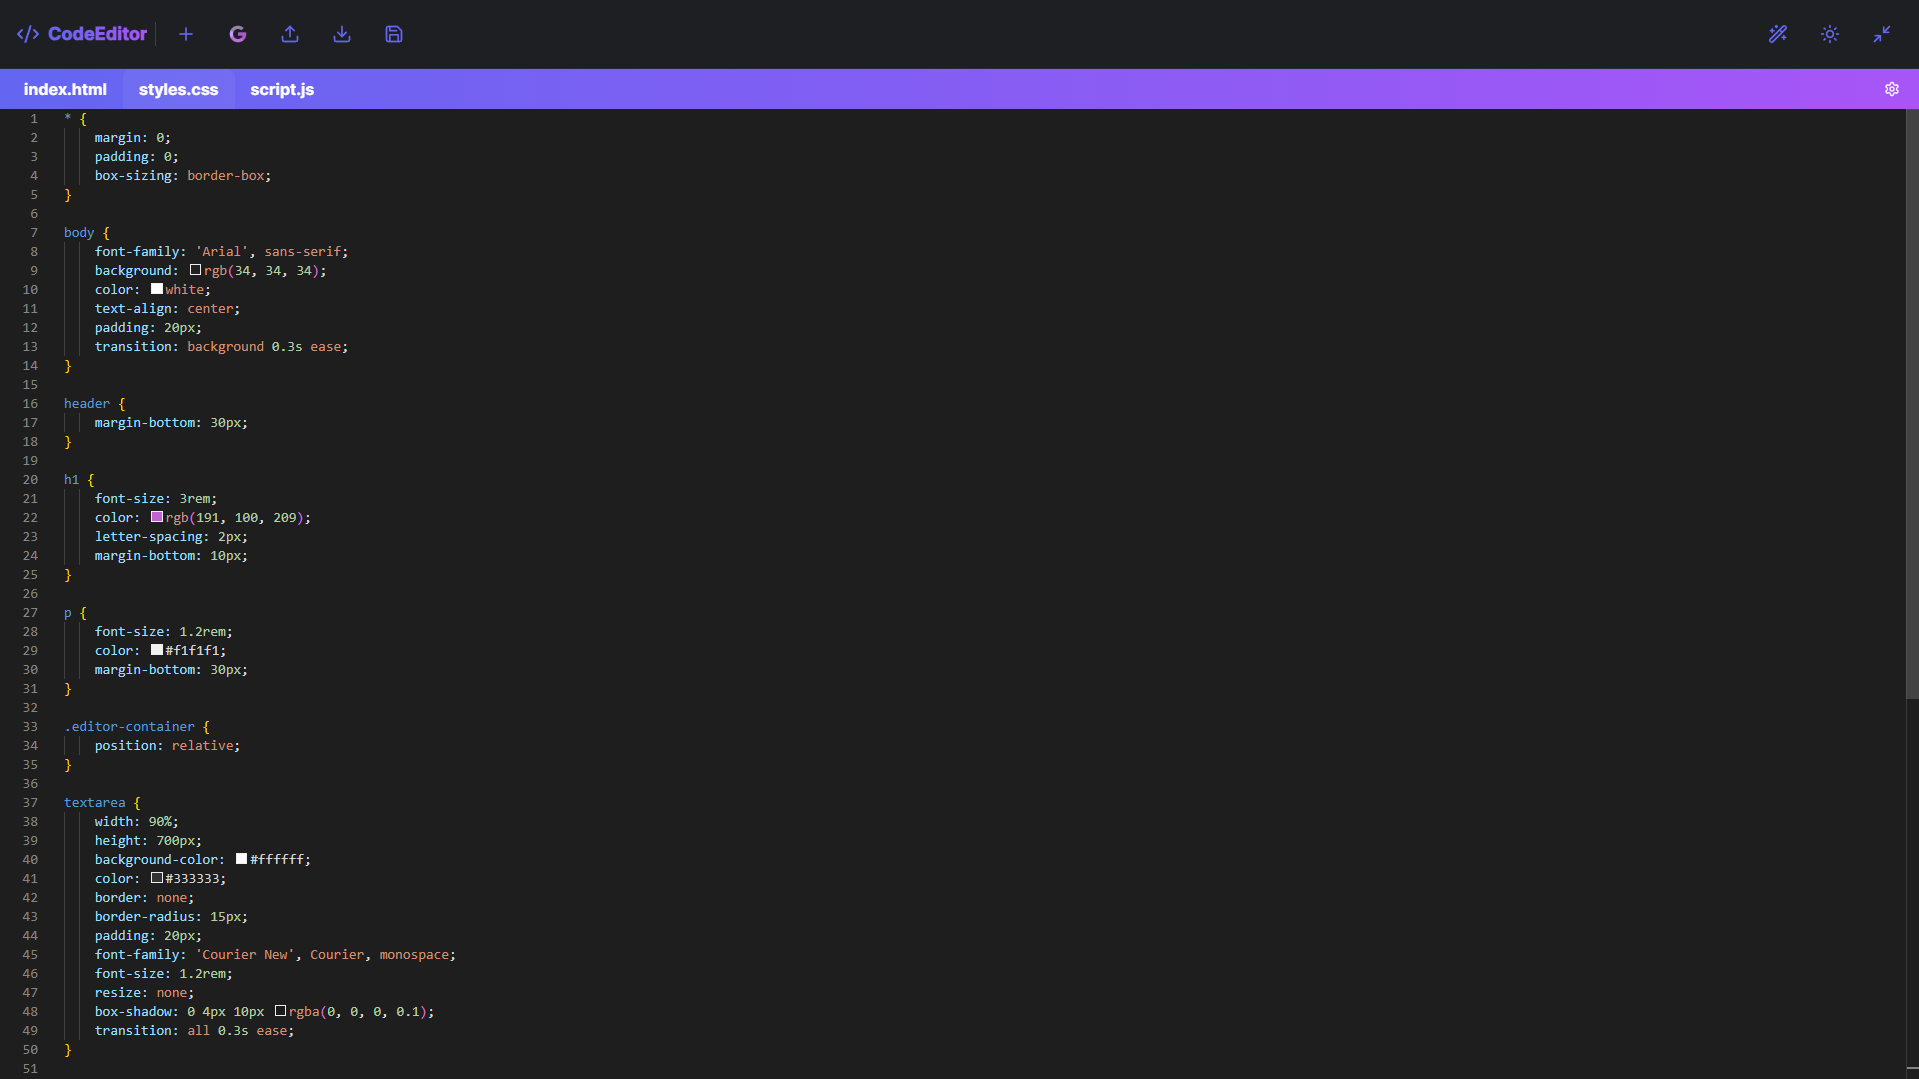 </> CodeEditor
index.html styles.css script.js
1 * {
2 margin: 0;
3 padding: 0;
4 box-sizing: border-box;
5 }
6
7 body {
8 font-family: 'Arial', sans-serif;
9 background: rgb(34, 34, 34);
10 color: white;
11 text-align: center;
12 padding: 20px;
13 transition: background 0.3s ease;
14 }
15
16 header {
17 margin-bottom: 30px;
18 }
19
20 h1 {
21 font-size: 3rem;
22 color: rgb(191, 100, 209);
23 letter-spacing: 2px;
24 margin-bottom: 10px;
25 }
26
27 p {
28 font-size: 1.2rem;
29 color: #f1f1f1;
30 margin-bottom: 30px;
31 }
32
33 .editor-container {
34 position: relative;
35 }
36
37 textarea {
38 width: 90%;
39 height: 700px;
40 background-color: #ffffff;
41 color: #333333;
42 border: none;
43 border-radius: 15px;
44 padding: 20px;
45 font-family: 'Courier New', Courier, monospace;
46 font-size: 1.2rem;
47 resize: none;
48 box-shadow: 0 4px 10px rgba(0, 0, 0, 0.1);
49 transition: all 0.3s ease;
50 }
51